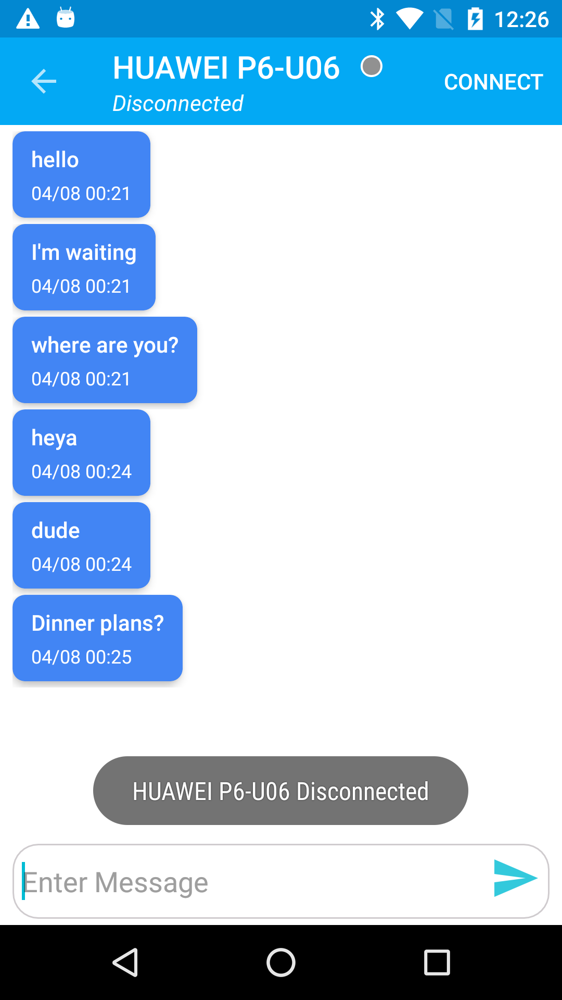 12:26
HUAWEI P6-U06
Disconnected
CONNECT
hello
04/08 00:21
I'm waiting
04/08 00:21
where are you?
04/08 00:21
heya
04/08 00:24
dude
04/08 00:24
Dinner plans?
04/08 00:25
HUAWEI P6-U06 Disconnected
Enter Message